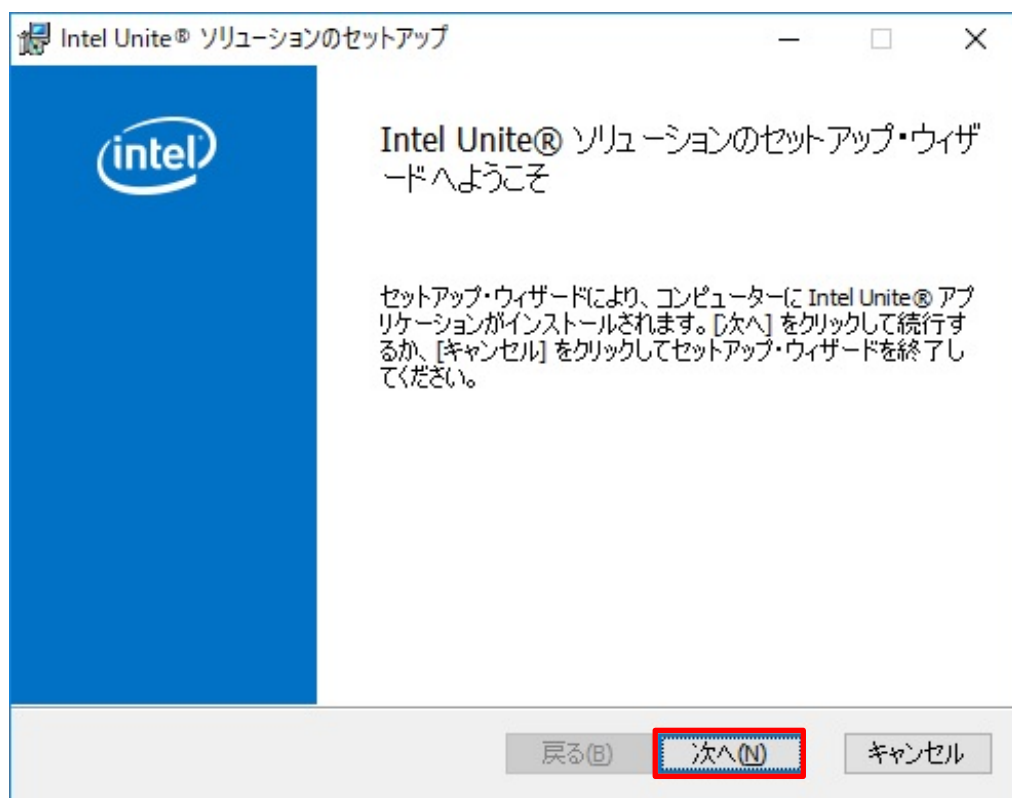 Intel Unite® ソリューションのセットアップ
intel
Intel Unite® ソリューションのセットアップ・ウィザ
ードへようこそ
セットアップ・ウィザードにより、コンピューターに Intel Unite® アプ
リケーションがインストールされます。[次へ] をクリックして続行す
るか、[キャンセル] をクリックしてセットアップ・ウィザードを終了し
てください。
戻る(B) 次へ(N) キャンセル